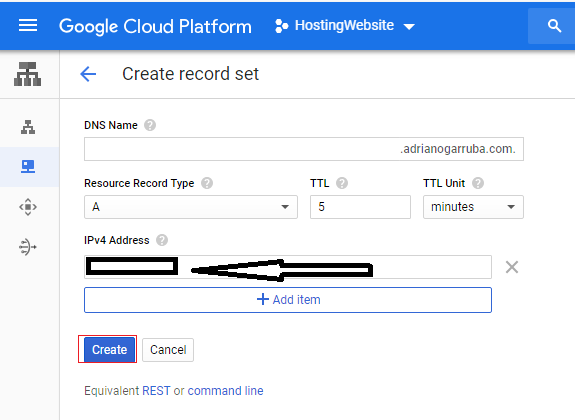 Google Cloud Platform HostingWebsite
Create record set
DNS Name
.adrianogarruba.com.
Resource Record Type TTL TTL Unit
A 5 minutes
IPv4 Address
Add item
Create Cancel
Equivalent REST or command line